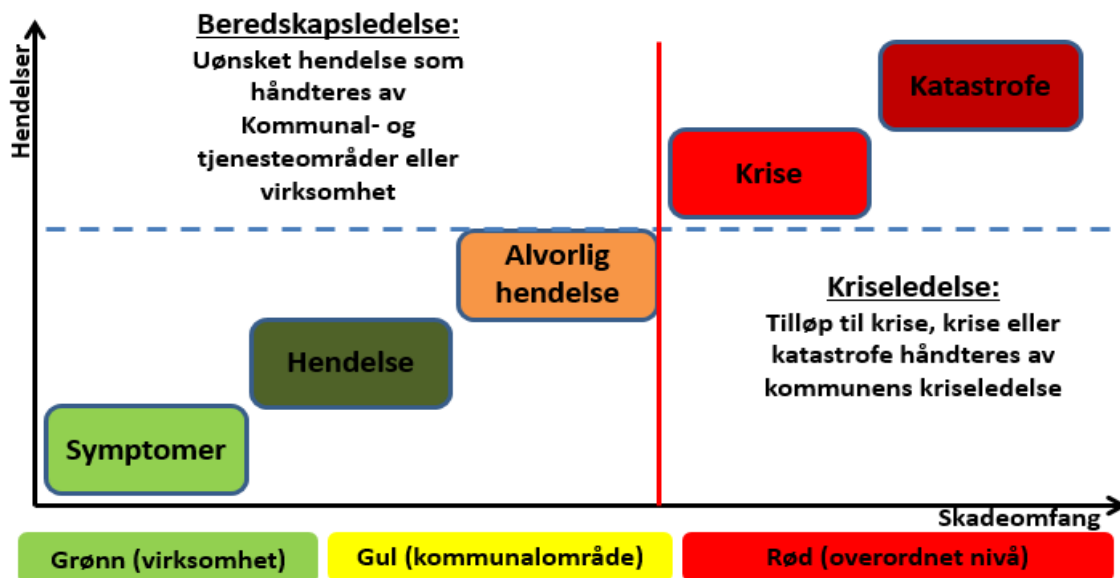 Hendelser
Beredskapsledelse:
Uønsket hendelse som
håndteres av
Kommunal- og
tjenesteområder eller
virksomhet
Katastrofe
Krise
Alvorlig
hendelse
Hendelse
Symptomer
Kriseledelse:
Tilløp til krise, krise eller
katastrofe håndteres av
kommunens kriseledelse
Skadeomfang
Grønn (virksomhet)
Gul (kommunalområde)
Rød (overordnet nivå)